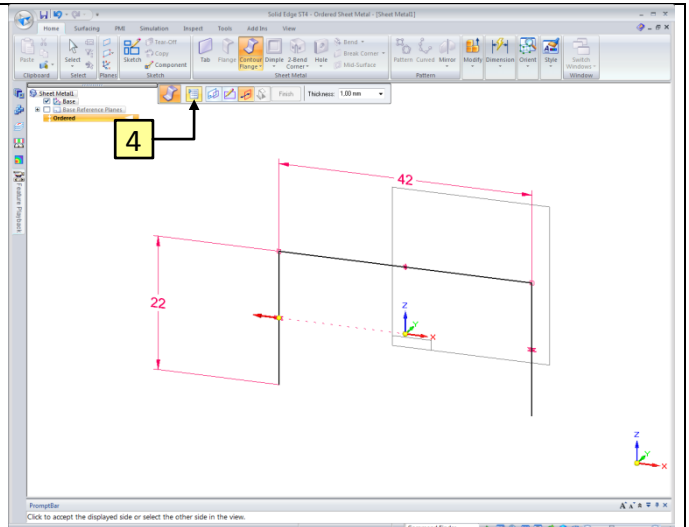 Solid Edge ST4 - Ordered Sheet Metal - [Sheet Metal1]
Home Surfacing PMI Simulation Inspect Tools Add Ins View
Paste Select Sketch Tear-Off Copy Component Tab Flange Contour Flange Dimple 2-Bend Corner Hole Bend Break Corner Mid-Surface Pattern Curved Mirror Modify Dimension Orient Style Switch Windows
Clipboard Select Planes Sketch Sheet Metal Pattern Window
Sheet Metal1
Base
Base Reference Planes
Ordered
Finish Thickness: 1,00 mm
4
Feature Playback
42
22
Z
Y
X
Z
Y
X
PromptBar
Click to accept the displayed side or select the other side in the view.